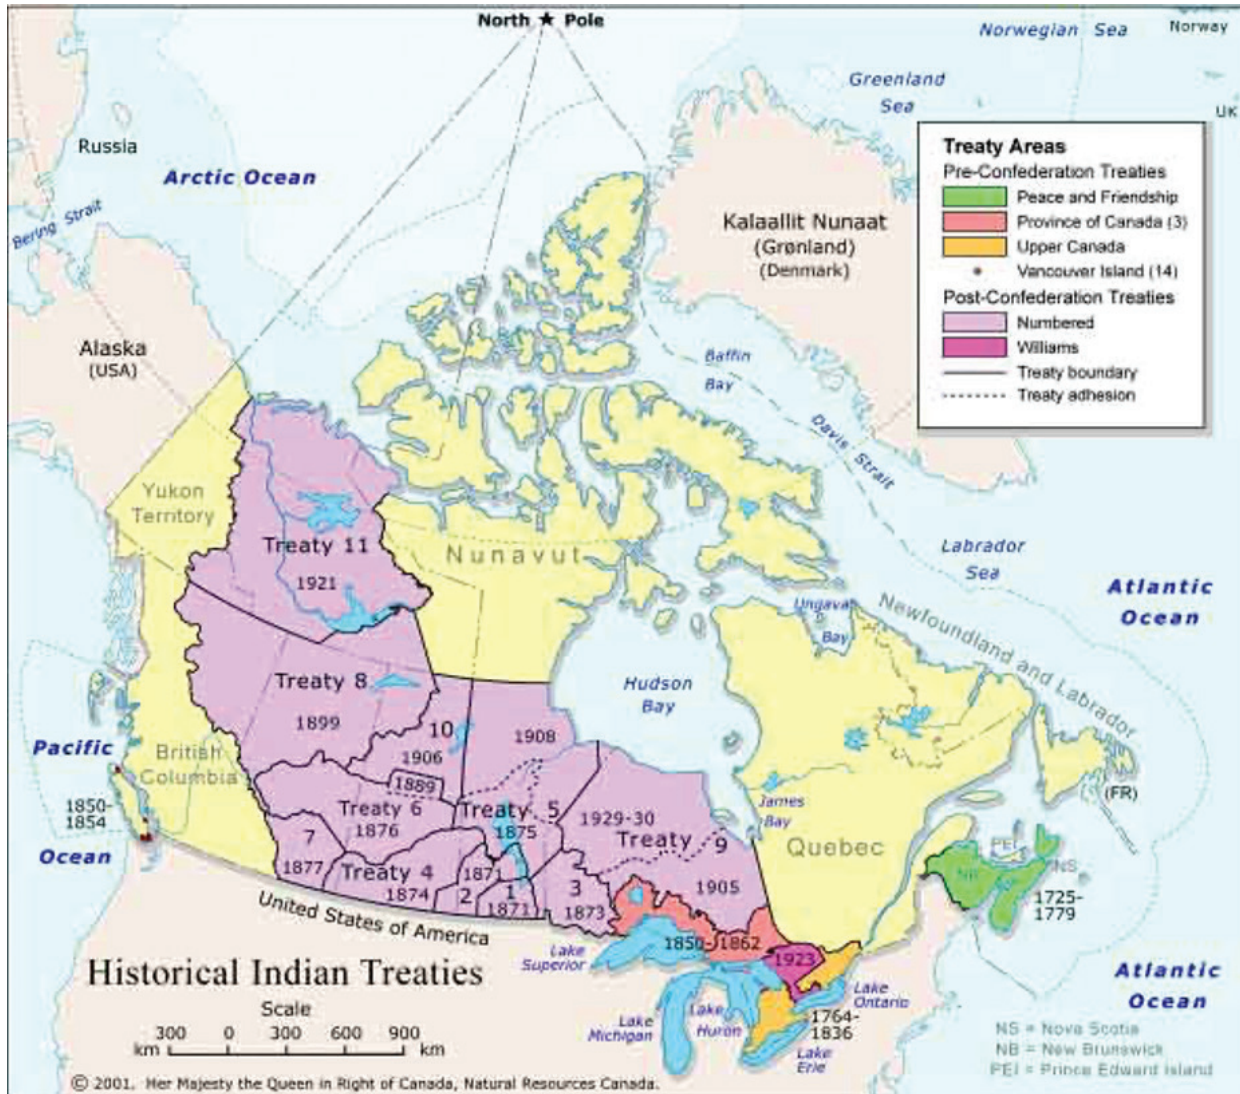 North ★ Pole
Norwegian Sea
Norway
Greenland
Sea
UK
Russia
Arctic Ocean
Bering Strait
Treaty Areas
Pre-Confederation Treaties
Peace and Friendship
Province of Canada (3)
Upper Canada
Vancouver Island (14)
Post-Confederation Treaties
Numbered
Williams
Treaty boundary
Treaty adhesion
Kalaallit Nunaat
(Grønland)
(Denmark)
Alaska
(USA)
Baffin
Bay
Davis Strait
Yukon
Territory
Treaty 11
1921
Nunavut
Labrador
Sea
Atlantic
Ocean
Ungava
Bay
Newfoundland and Labrador
Treaty 8
1899
Hudson
Bay
10
1906
1908
Pacific
Ocean
British
Columbia
1889
1850-
1854
Treaty 6
1876
Treaty 5
1875
1929-30
Treaty 9
1905
James
Bay
(FR)
Quebec
PEI
NB
NS
1725-
1779
7
1877
Treaty 4
1874
1871
2
1
1871
3
1873
United States of America
1850-1862
1923
Lake
Superior
Lake
Michigan
Lake
Huron
Lake
Ontario
1764-
1836
Lake
Erie
Atlantic
Ocean
Historical Indian Treaties
Scale
300 0 300 600 900
km km
NS = Nova Scotia
NB = New Brunswick
PEI = Prince Edward Island
© 2001. Her Majesty the Queen in Right of Canada, Natural Resources Canada.